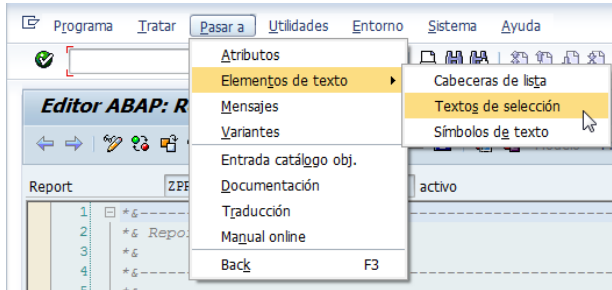 Programa Tratar Pasar a Utilidades Entorno Sistema Ayuda
Atributos
Elementos de texto
Cabeceras de lista
Editor ABAP: R
Mensajes
Textos de selección
Variantes
Símbolos de texto
Entrada catálogo obj.
Report
Documentación
activo
1 *&
Traducción
2 *& Repo
Manual online
3 *&
4 *&
Back F3